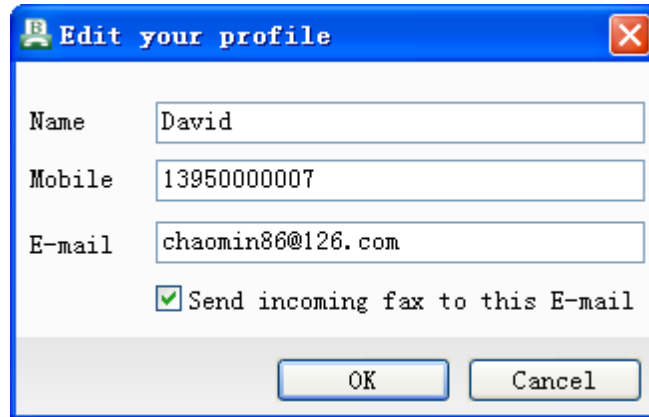 Edit your profile
Name David
Mobile 13950000007
E-mail chaomin86@126.com
Send incoming fax to this E-mail
OK Cancel